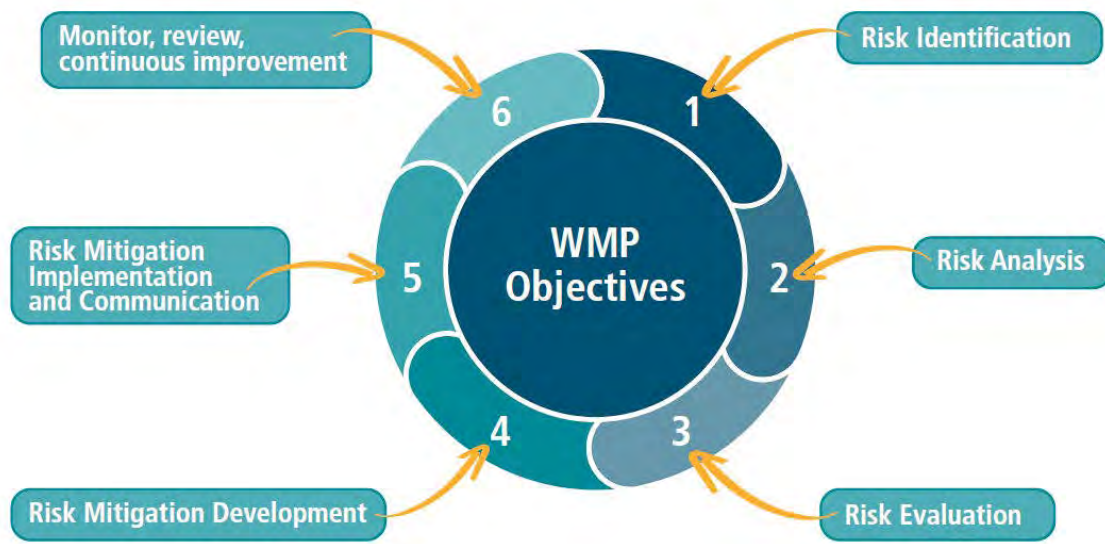 Monitor, review,
continuous improvement
Risk Identification
6
1
WMP
Objectives
Risk Mitigation
Implementation
and Communication
5
2
Risk Analysis
4
3
Risk Mitigation Development
Risk Evaluation